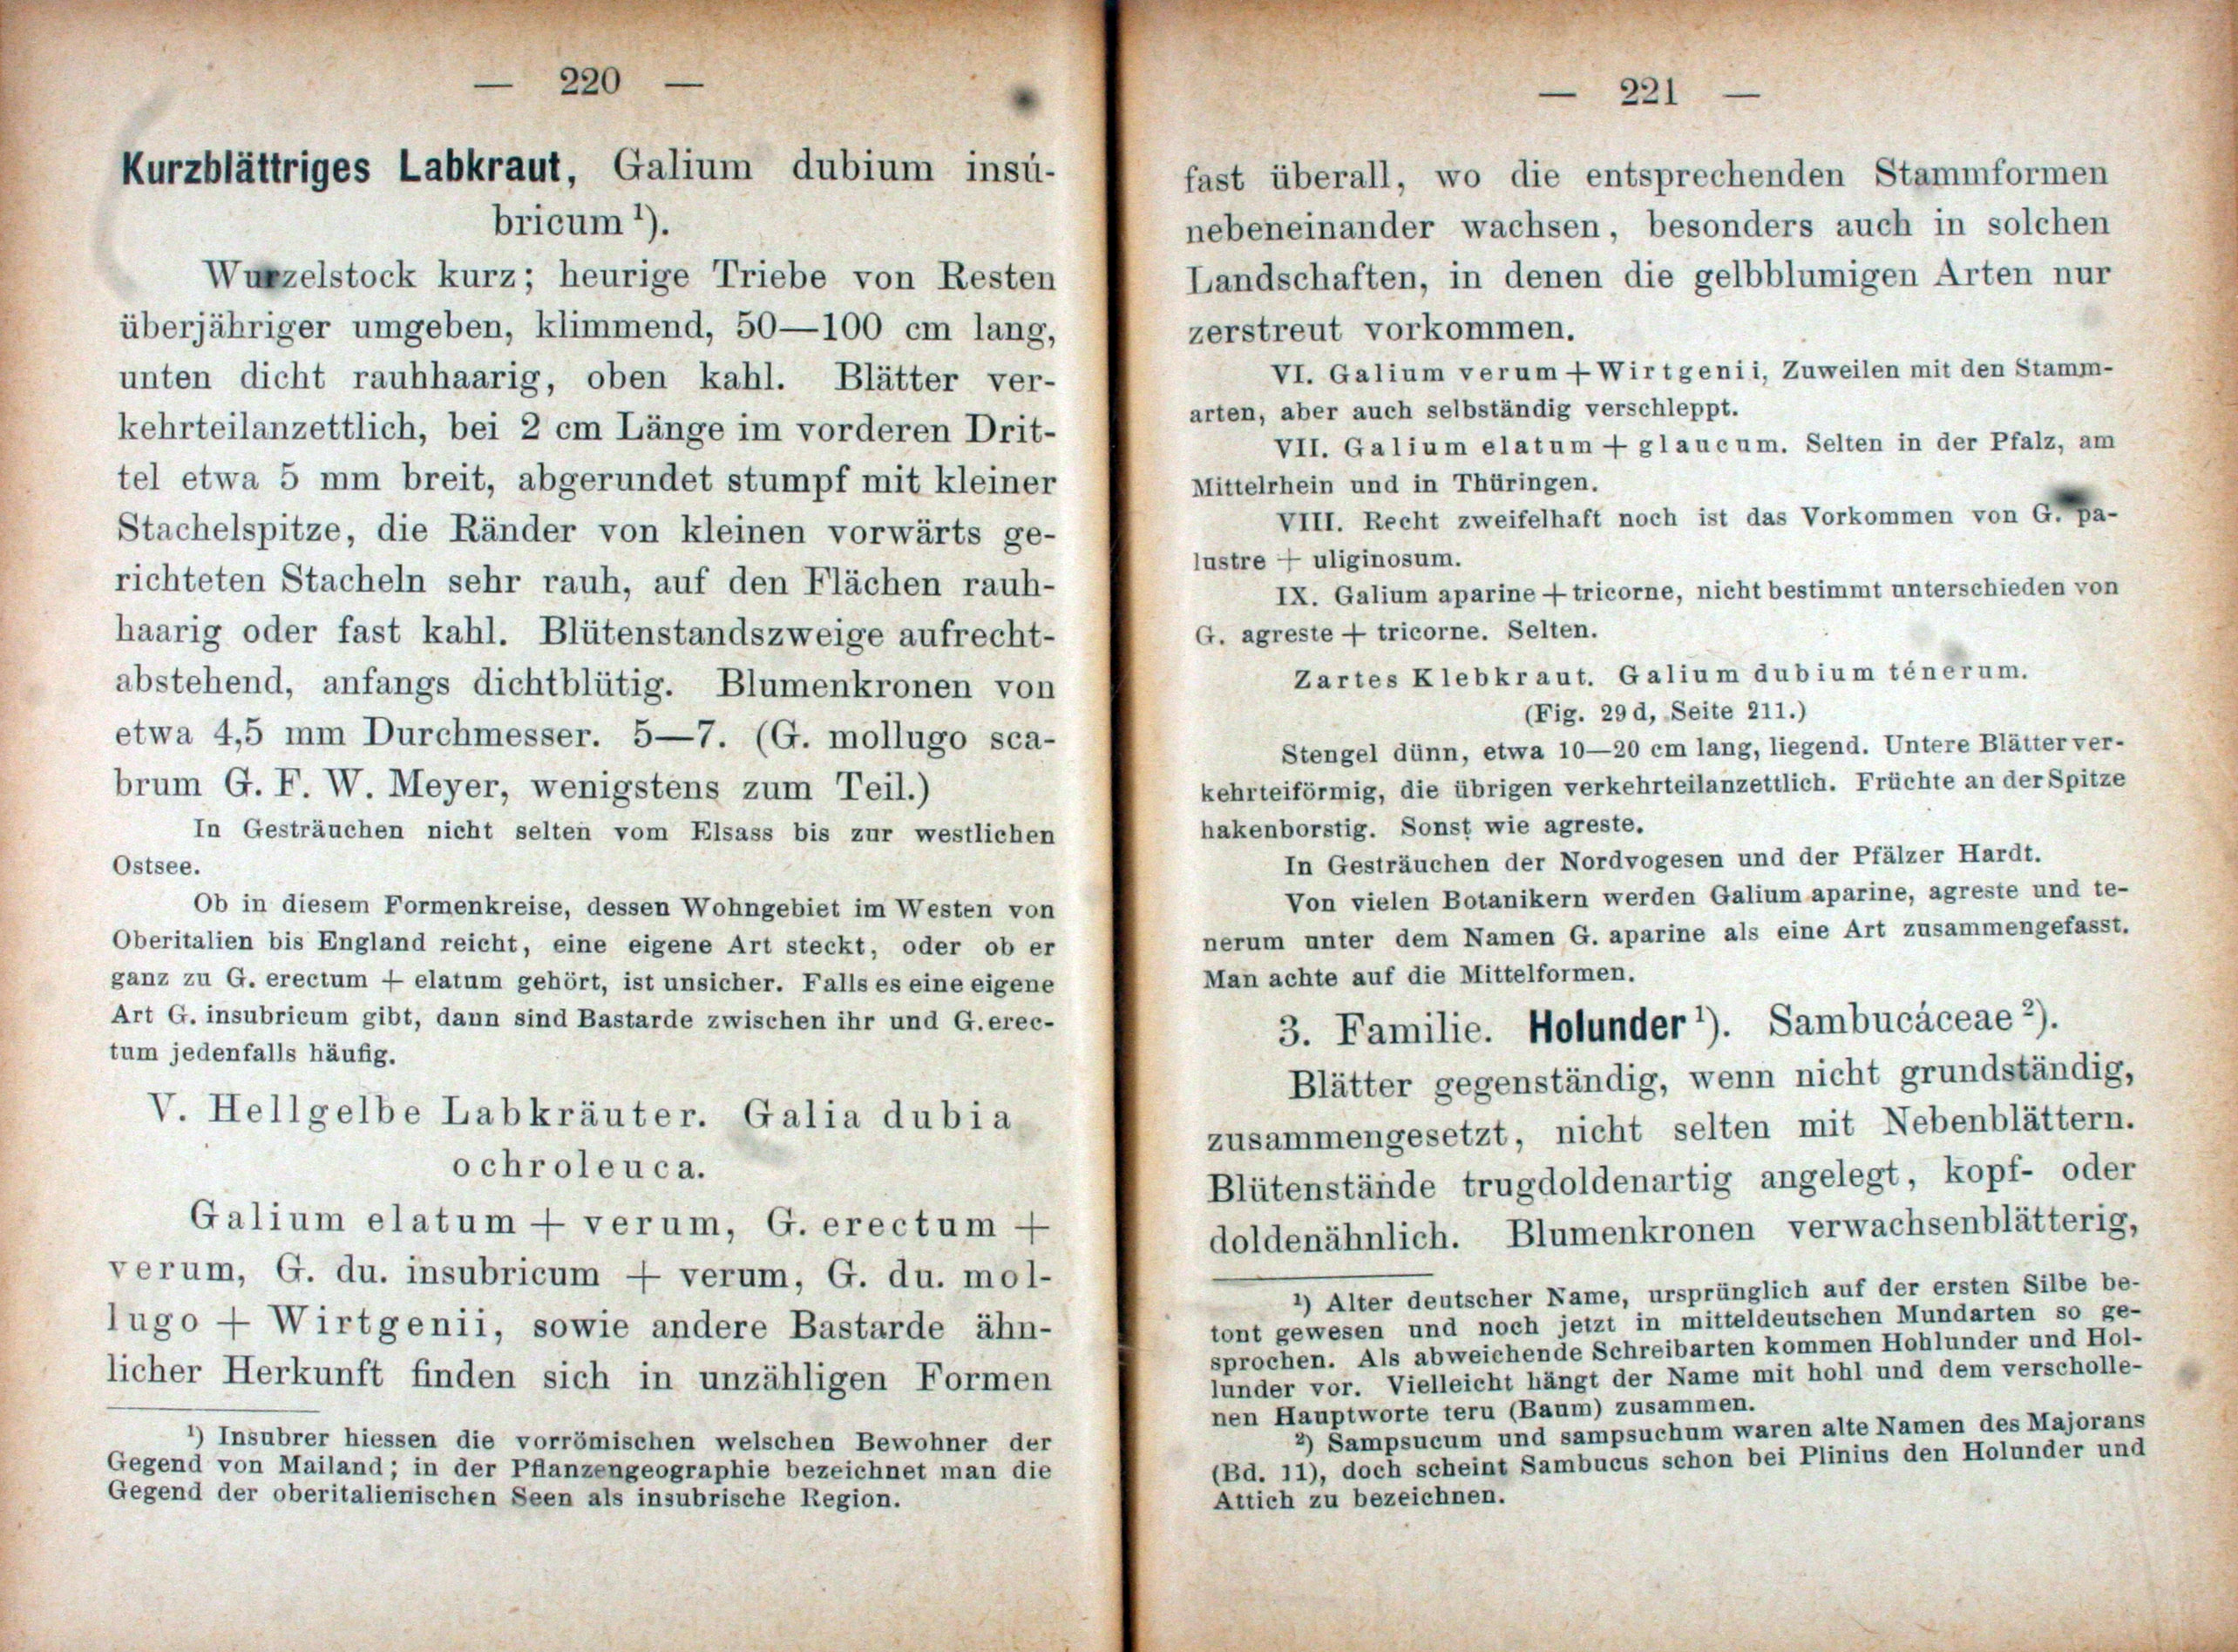 — 220 —
Kurzblättriges Labkraut, Galium dubium insú-
bricum ¹).
Wurzelstock kurz; heurige Triebe von Resten
überjähriger umgeben, klimmend, 50—100 cm lang,
unten dicht rauhhaarig, oben kahl. Blätter ver-
kehrteilanzettlich, bei 2 cm Länge im vorderen Drit-
tel etwa 5 mm breit, abgerundet stumpf mit kleiner
Stachelspitze, die Ränder von kleinen vorwärts ge-
richteten Stacheln sehr rauh, auf den Flächen rauh-
haarig oder fast kahl. Blütenstandszweige aufrecht-
abstehend, anfangs dichtblütig. Blumenkronen von
etwa 4,5 mm Durchmesser. 5—7. (G. mollugo sca-
brum G. F. W. Meyer, wenigstens zum Teil.)
In Gesträuchen nicht selten vom Elsass bis zur westlichen
Ostsee.
Ob in diesem Formenkreise, dessen Wohngebiet im Westen von
Oberitalien bis England reicht, eine eigene Art steckt, oder ob er
ganz zu G. erectum + elatum gehört, ist unsicher. Falls es eine eigene
Art G. insubricum gibt, dann sind Bastarde zwischen ihr und G. erec-
tum jedenfalls häufig.
V. Hellgelbe Labkräuter. Galia dubia
ochroleuca.
Galium elatum + verum, G. erectum +
verum, G. du. insubricum + verum, G. du. mol-
lugo + Wirtgenii, sowie andere Bastarde ähn-
licher Herkunft finden sich in unzähligen Formen
¹) Insubrer hiessen die vorrömischen welschen Bewohner der
Gegend von Mailand; in der Pflanzengeographie bezeichnet man die
Gegend der oberitalienischen Seen als insubrische Region.
— 221 —
fast überall, wo die entsprechenden Stammformen
nebeneinander wachsen, besonders auch in solchen
Landschaften, in denen die gelbblumigen Arten nur
zerstreut vorkommen.
VI. Galium verum + Wirtgenii, Zuweilen mit den Stamm-
arten, aber auch selbständig verschleppt.
VII. Galium elatum + glaucum. Selten in der Pfalz, am
Mittelrhein und in Thüringen.
VIII. Recht zweifelhaft noch ist das Vorkommen von G. pa-
lustre + uliginosum.
IX. Galium aparine + tricorne, nicht bestimmt unterschieden von
G. agreste + tricorne. Selten.
Zartes Klebkraut. Galium dubium ténerum.
(Fig. 29 d, Seite 211.)
Stengel dünn, etwa 10—20 cm lang, liegend. Untere Blätter ver-
kehrteiförmig, die übrigen verkehrteilanzettlich. Früchte an der Spitze
hakenborstig. Sonst wie agreste.
In Gesträuchen der Nordvogesen und der Pfälzer Hardt.
Von vielen Botanikern werden Galium aparine, agreste und te-
nerum unter dem Namen G. aparine als eine Art zusammengefasst.
Man achte auf die Mittelformen.
3. Familie. Holunder ¹). Sambucáceae ²).
Blätter gegenständig, wenn nicht grundständig,
zusammengesetzt, nicht selten mit Nebenblättern.
Blütenstände trugdoldenartig angelegt, kopf- oder
doldenähnlich. Blumenkronen verwachsenblätterig,
¹) Alter deutscher Name, ursprünglich auf der ersten Silbe be-
tont gewesen und noch jetzt in mitteldeutschen Mundarten so ge-
sprochen. Als abweichende Schreibarten kommen Hohlunder und Hol-
lunder vor. Vielleicht hängt der Name mit hohl und dem verscholle-
nen Hauptworte teru (Baum) zusammen.
²) Sampsucum und sampsuchum waren alte Namen des Majorans
(Bd. 11), doch scheint Sambucus schon bei Plinius den Holunder und
Attich zu bezeichnen.